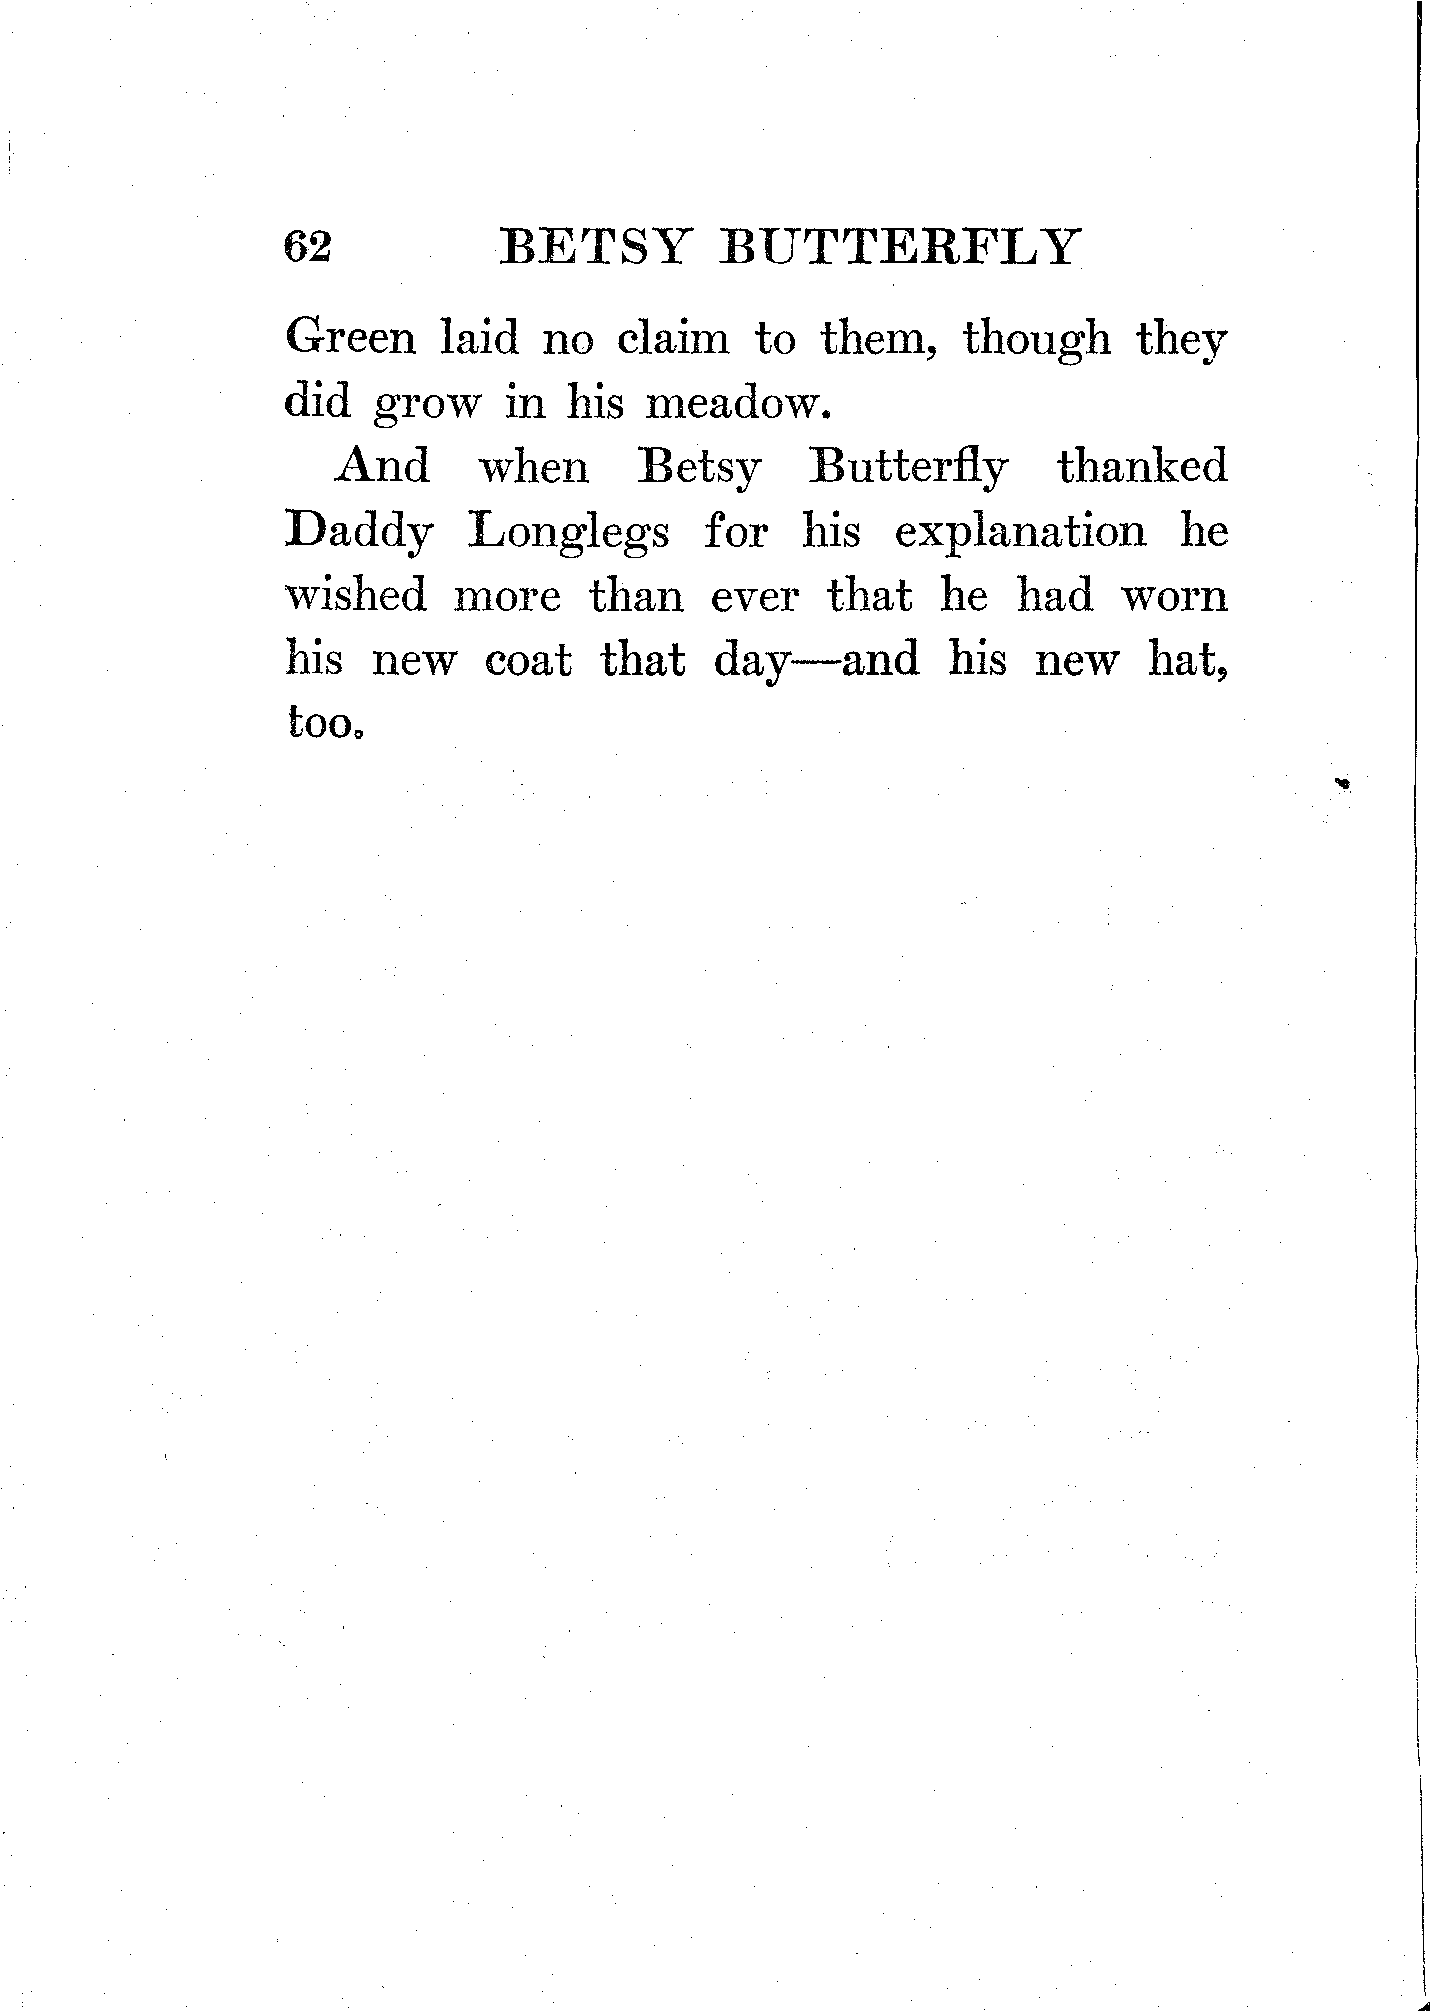 62 BETSY BUTTERFLY
Green laid no claim to them, though they
did grow in his meadow.
And when Betsy Butterfly thanked
Daddy Longlegs for his explanation he
wished more than ever that he had worn
his new coat that day—and his new hat,
too.